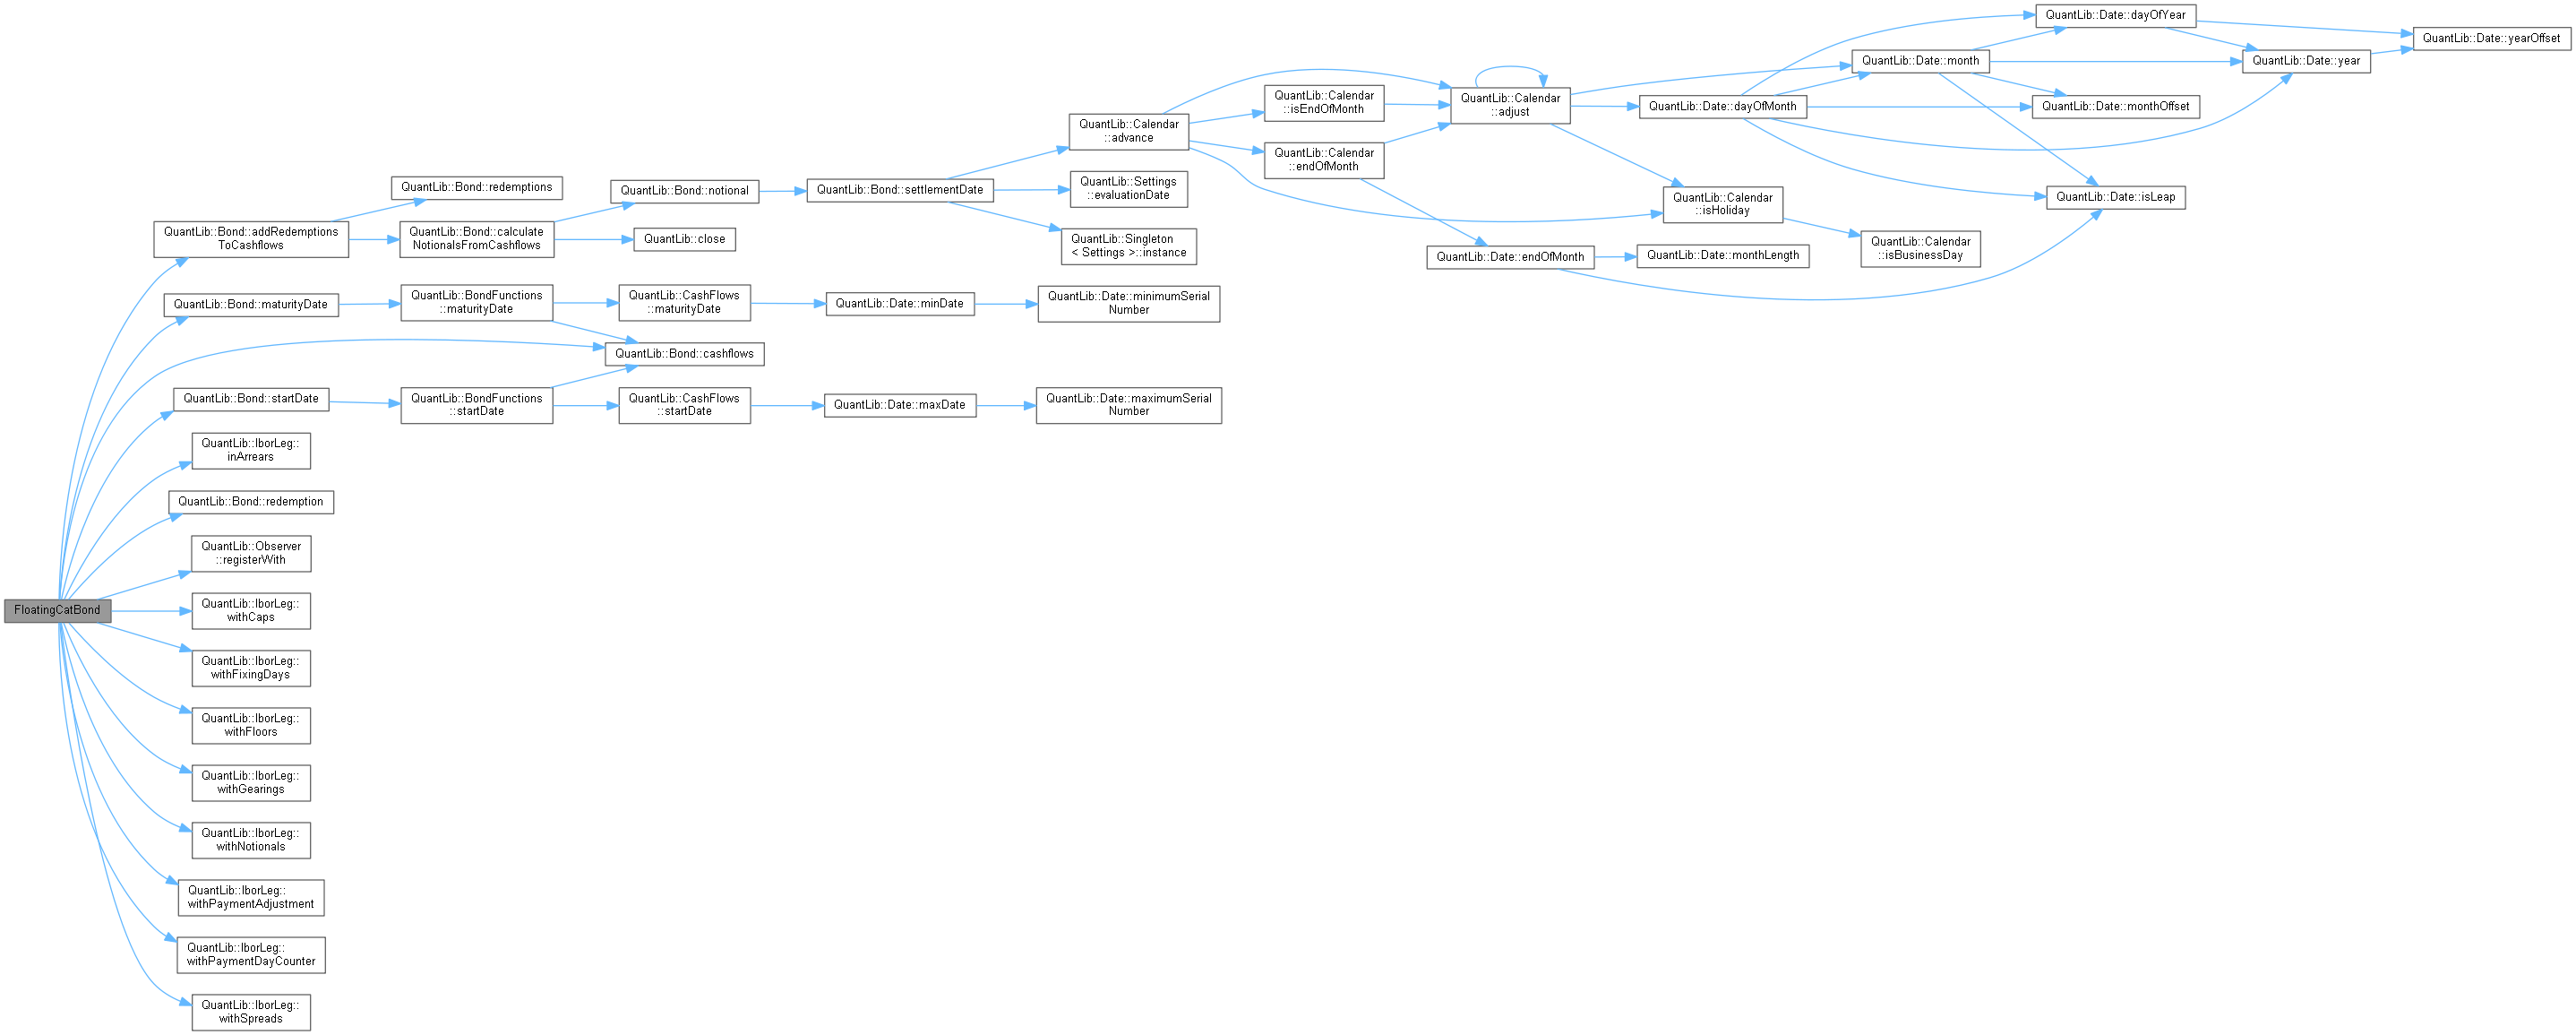 FloatingCatBond
QuantLib::Bond::addRedemptions
ToCashflows
QuantLib::Bond::redemptions
QuantLib::Bond::calculate
NotionalsFromCashflows
QuantLib::Bond::notional
QuantLib::close
QuantLib::Bond::settlementDate
QuantLib::Calendar
::advance
QuantLib::Settings
::evaluationDate
QuantLib::Singleton
< Settings >::instance
QuantLib::Calendar
::isEndOfMonth
QuantLib::Calendar
::endOfMonth
QuantLib::Calendar
::adjust
QuantLib::Date::endOfMonth
QuantLib::Date::dayOfMonth
QuantLib::Calendar
::isHoliday
QuantLib::Date::monthLength
QuantLib::Date::month
QuantLib::Calendar
::isBusinessDay
QuantLib::Date::dayOfYear
QuantLib::Date::monthOffset
QuantLib::Date::isLeap
QuantLib::Date::year
QuantLib::Date::yearOffset
QuantLib::Bond::maturityDate
QuantLib::BondFunctions
::maturityDate
QuantLib::CashFlows
::maturityDate
QuantLib::Date::minDate
QuantLib::Date::minimumSerial
Number
QuantLib::Bond::cashflows
QuantLib::Bond::startDate
QuantLib::BondFunctions
::startDate
QuantLib::CashFlows
::startDate
QuantLib::Date::maxDate
QuantLib::Date::maximumSerial
Number
QuantLib::IborLeg::
inArrears
QuantLib::Bond::redemption
QuantLib::Observer
::registerWith
QuantLib::IborLeg::
withCaps
QuantLib::IborLeg::
withFixingDays
QuantLib::IborLeg::
withFloors
QuantLib::IborLeg::
withGearings
QuantLib::IborLeg::
withNotionals
QuantLib::IborLeg::
withPaymentAdjustment
QuantLib::IborLeg::
withPaymentDayCounter
QuantLib::IborLeg::
withSpreads